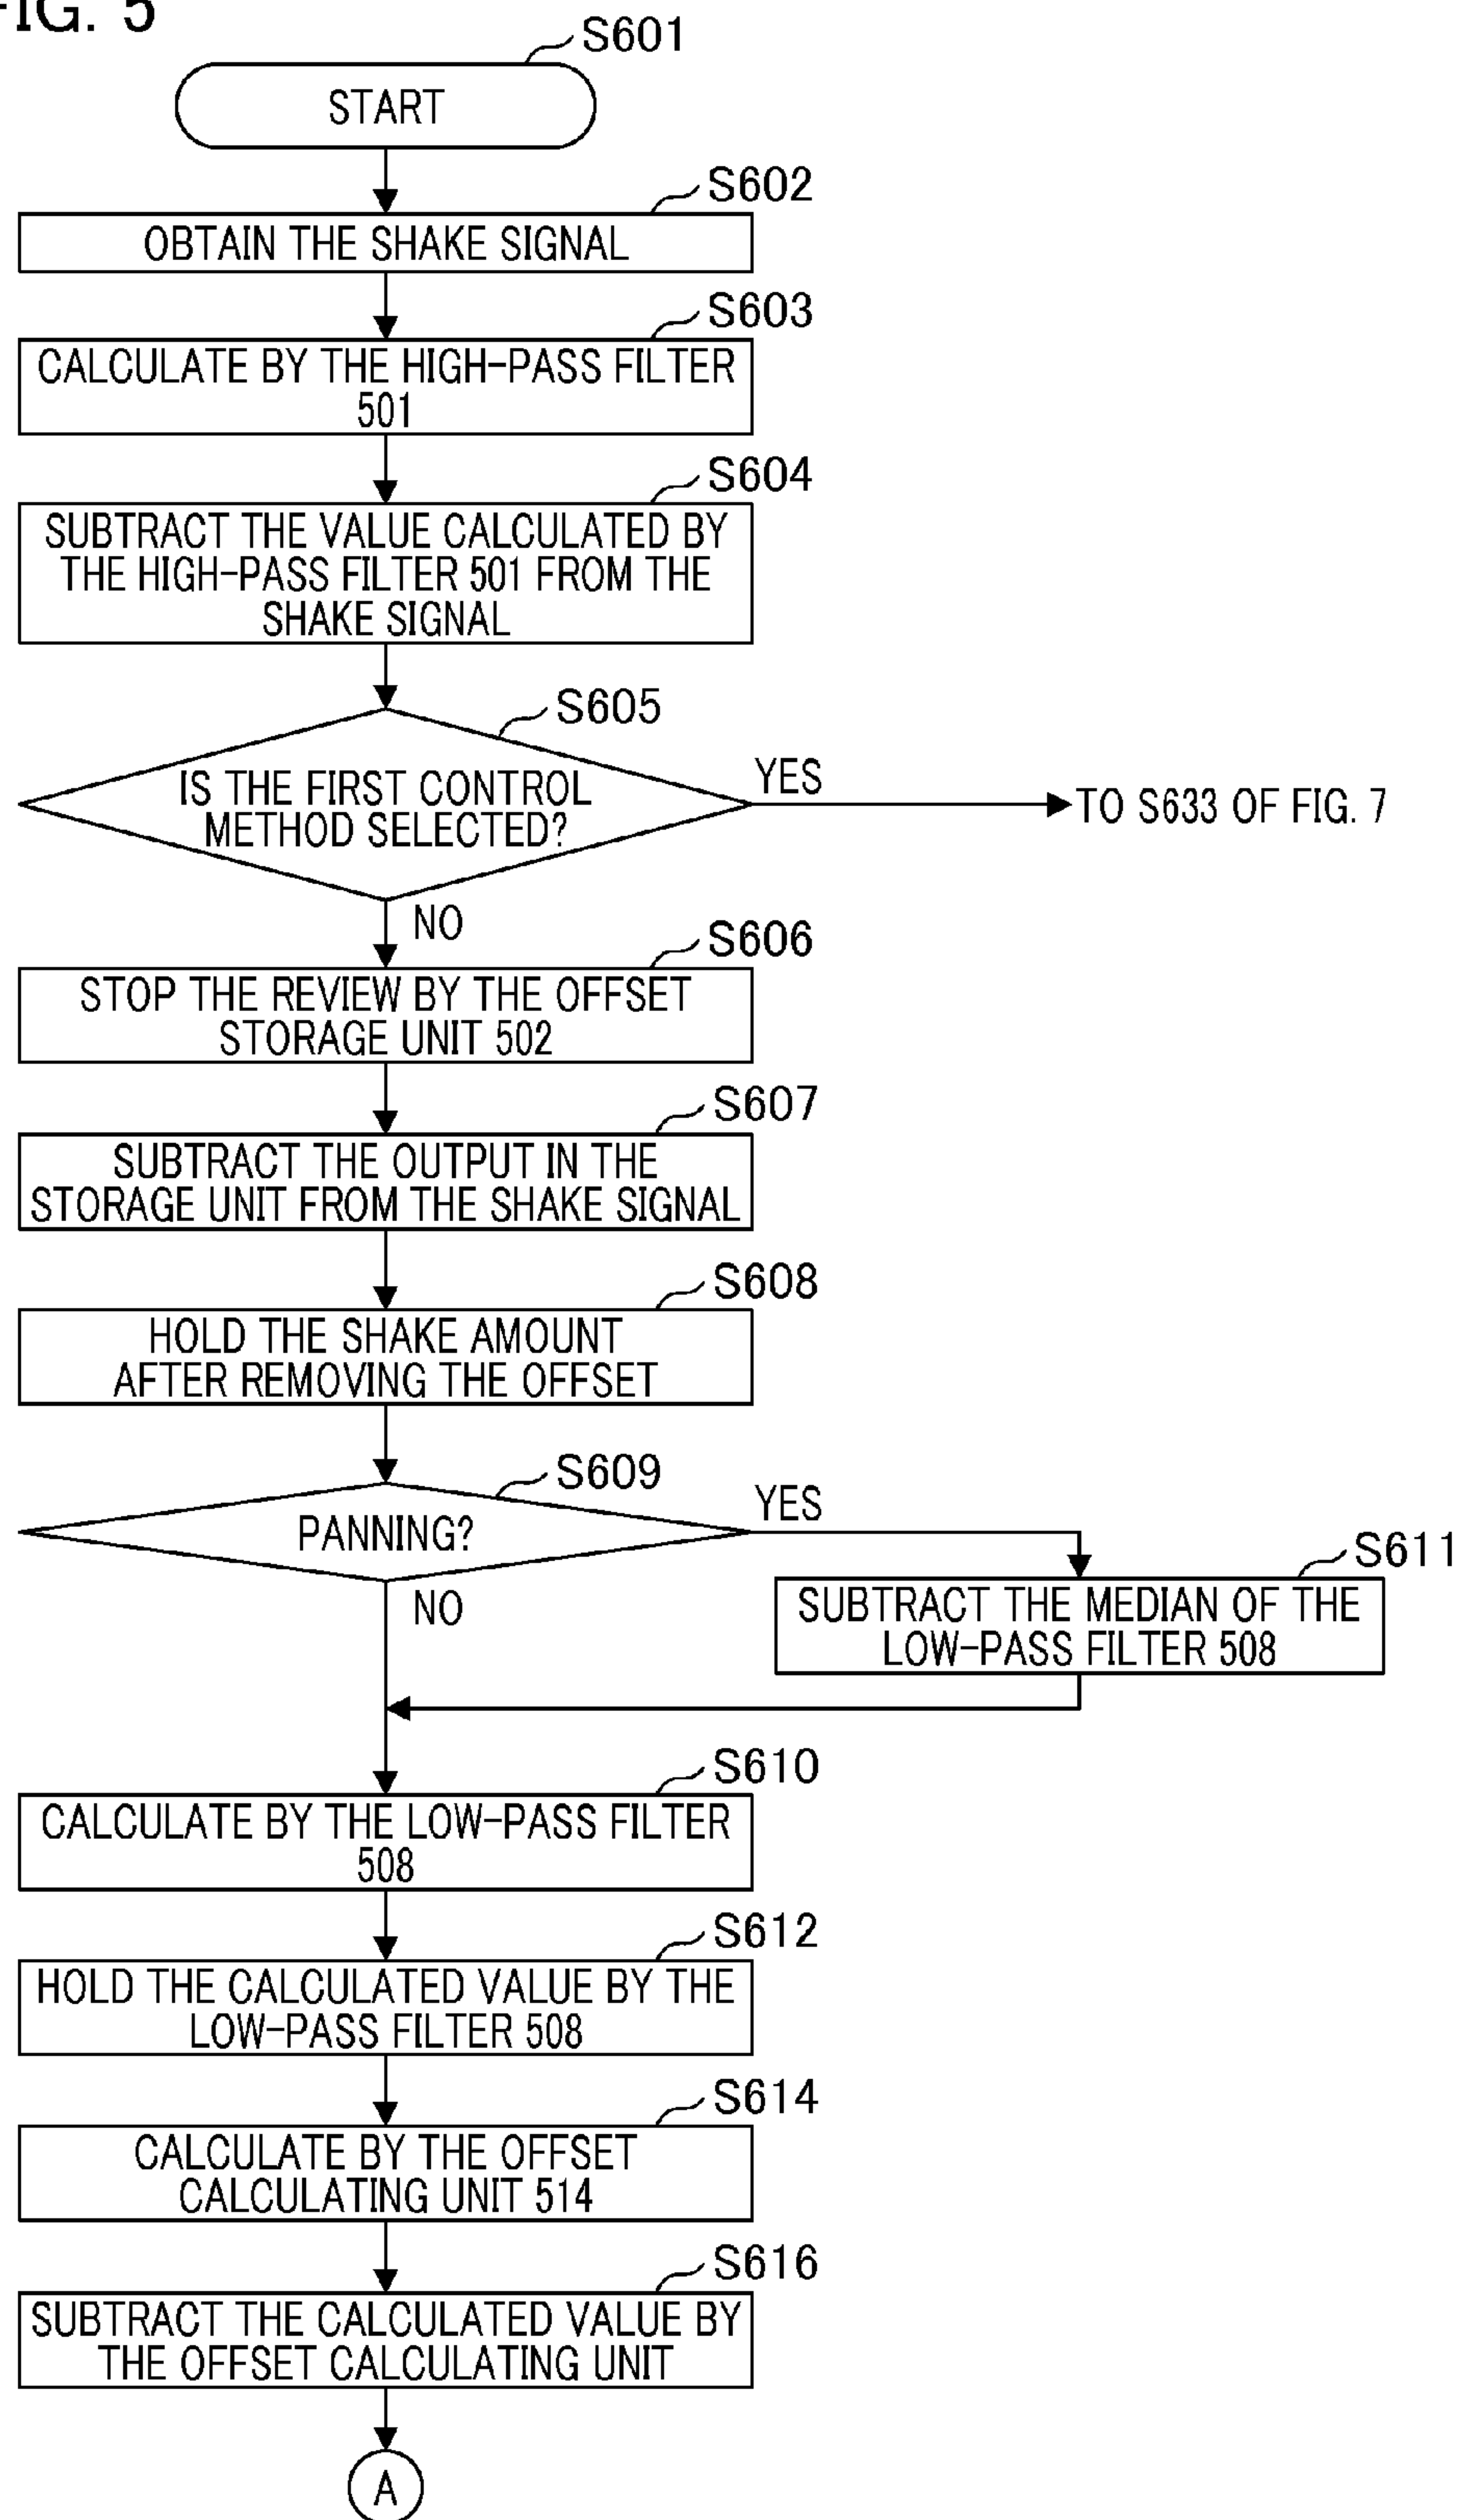 FIG. 5
S601
START
S602
OBTAIN THE SHAKE SIGNAL
S603
CALCULATE BY THE HIGH-PASS FILTER
501
S604
SUBTRACT THE VALUE CALCULATED BY
THE HIGH-PASS FILTER 501 FROM THE
SHAKE SIGNAL
S605
IS THE FIRST CONTROL
METHOD SELECTED?
YES
TO S633 OF FIG. 7
NO
S606
STOP THE REVIEW BY THE OFFSET
STORAGE UNIT 502
S607
SUBTRACT THE OUTPUT IN THE
STORAGE UNIT FROM THE SHAKE SIGNAL
S608
HOLD THE SHAKE AMOUNT
AFTER REMOVING THE OFFSET
S609
PANNING?
YES
NO
S611
SUBTRACT THE MEDIAN OF THE
LOW-PASS FILTER 508
S610
CALCULATE BY THE LOW-PASS FILTER
508
S612
HOLD THE CALCULATED VALUE BY THE
LOW-PASS FILTER 508
S614
CALCULATE BY THE OFFSET
CALCULATING UNIT 514
S616
SUBTRACT THE CALCULATED VALUE BY
THE OFFSET CALCULATING UNIT
A